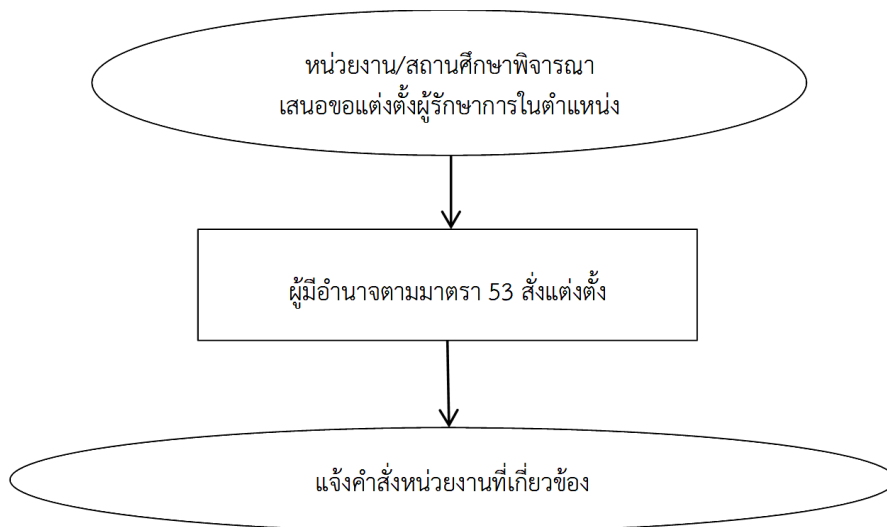 หน่วยงาน/สถานศึกษาพิจารณา
เสนอขอแต่งตั้งผู้รักษาการในตำแหน่ง
ผู้มีอำนาจตามมาตรา 53 สั่งแต่งตั้ง
แจ้งคำสั่งหน่วยงานที่เกี่ยวข้อง